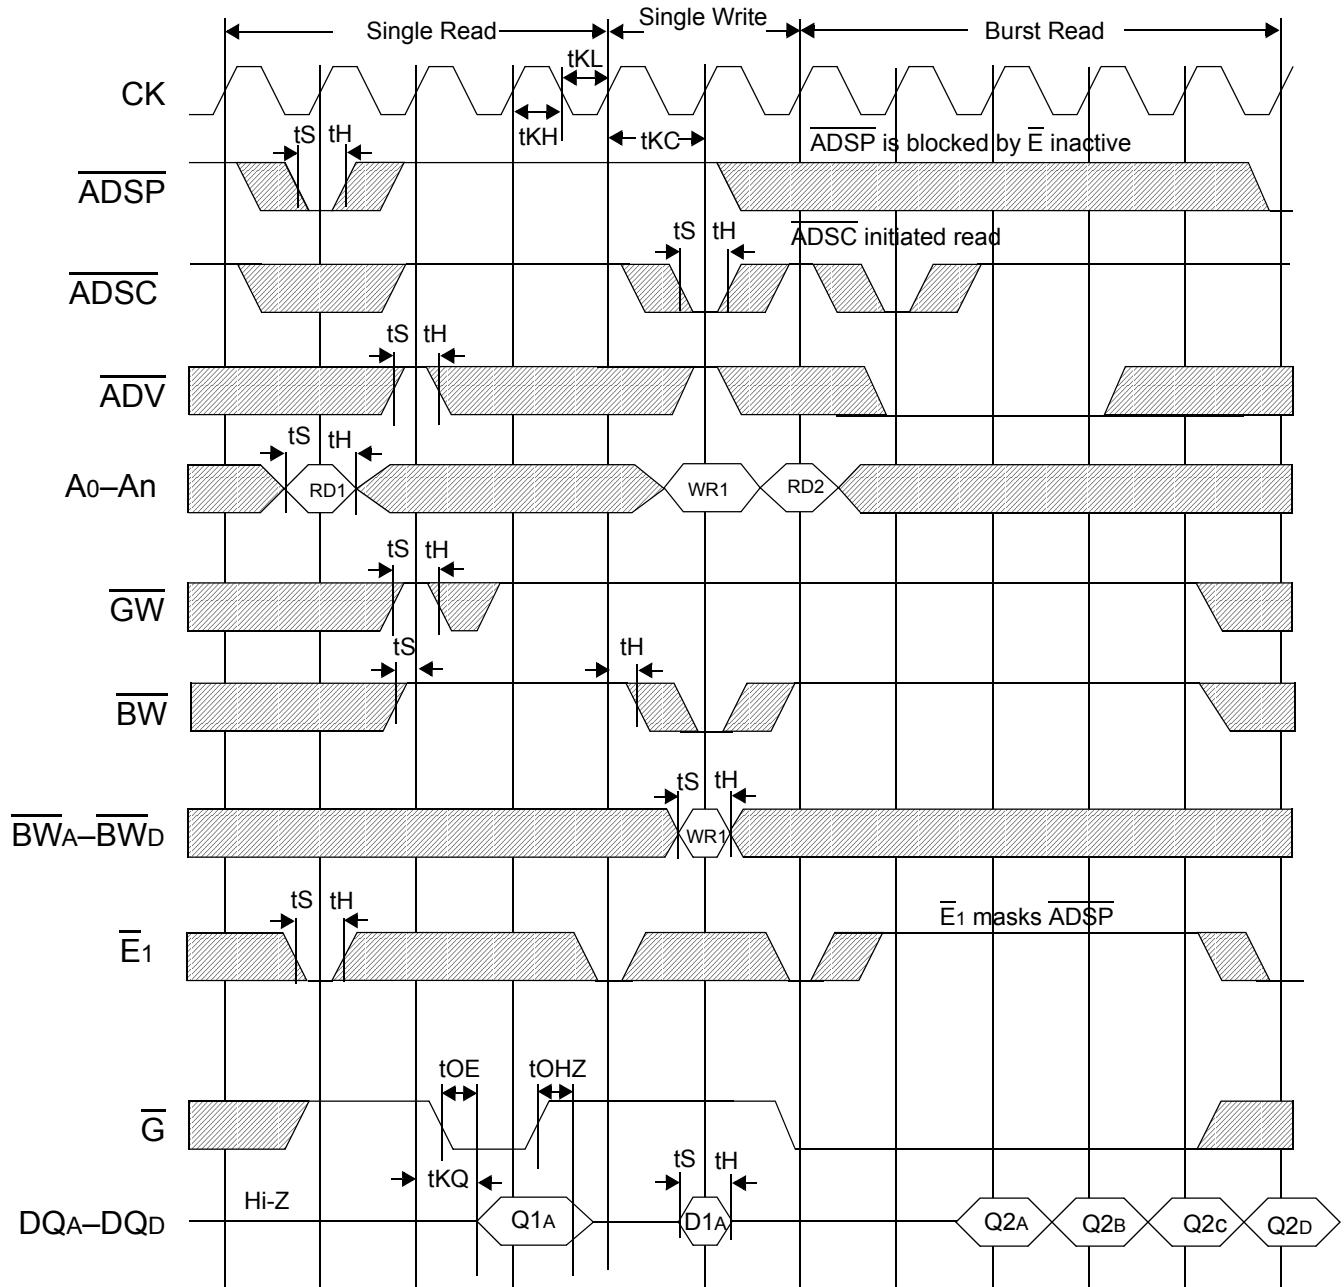 Single Read
Single Write
Burst Read
CK
tKL
tKH
tKC
ADSP
tS
tH
ADSP is blocked by E inactive
ADSC
tS
tH
ADSC initiated read
ADV
tS
tH
A0–An
tS
tH
RD1
WR1
RD2
GW
tS
tH
BW
tS
tH
BWA–BWD
tS
tH
WR1
E1
tS
tH
E1 masks ADSP
G
tOE
tOHZ
tKQ
tS
tH
DQA–DQD
Hi-Z
Q1A
D1A
Q2A
Q2B
Q2C
Q2D